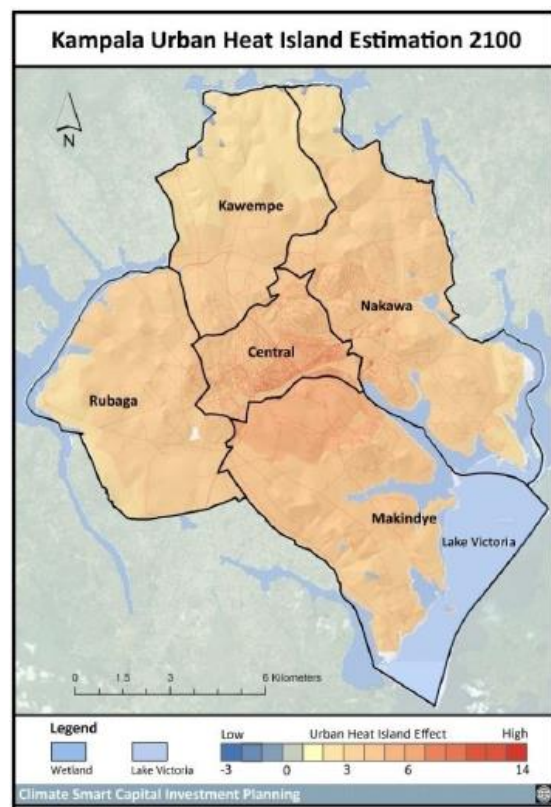 Kampala Urban Heat Island Estimation 2100
N
Kawempe
Nakawa
Central
Rubaga
Makindye
Lake Victoria
0 1.5 3 6 Kilometers
Legend
Wetland
Lake Victoria
Low Urban Heat Island Effect High
-3 0 3 6 14
Climate Smart Capital Investment Planning